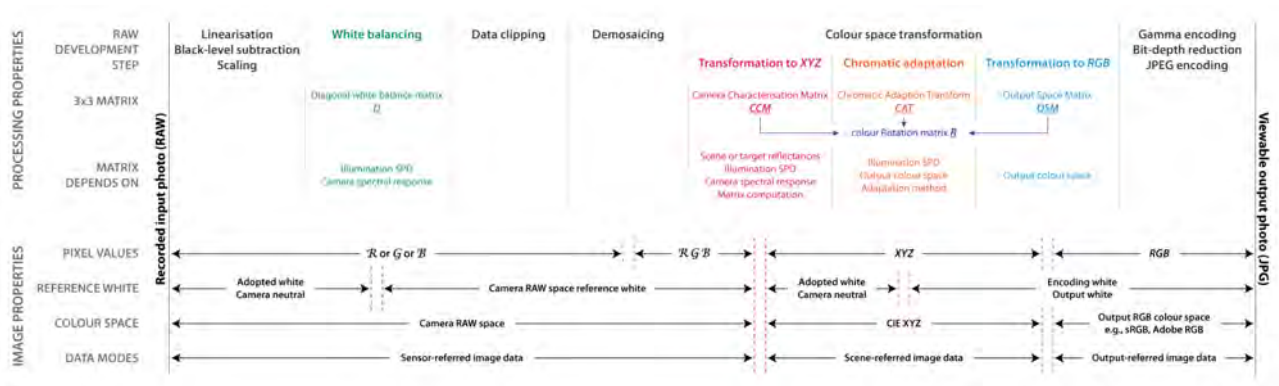 PROCESSING PROPERTIES
RAW
DEVELOPMENT
STEP
Linearisation
Black-level subtraction
Scaling
White balancing
Data clipping
Demosaicing
Colour space transformation
Transformation to XYZ
Chromatic adaptation
Transformation to RGB
Gamma encoding
Bit-depth reduction
JPEG encoding
3x3 MATRIX
Diagonal white balance matrix
D
Camera Characterisation Matrix
CCM
Chromatic Adaption Transform
CAT
Output Space Matrix
OSM
colour Rotation matrix R
MATRIX
DEPENDS ON
Illumination SPD
Camera spectral response
Scene or target reflectances
Illumination SPD
Camera spectral response
Matrix computation
Illumination SPD
Output colour space
Adaptation method
Output colour space
Recorded input photo (RAW)
Viewable output photo (JPG)
IMAGE PROPERTIES
PIXEL VALUES
R or G or B
R G B
XYZ
RGB
REFERENCE WHITE
Adopted white
Camera neutral
Camera RAW space reference white
Adopted white
Camera neutral
Encoding white
Output white
COLOUR SPACE
Camera RAW space
CIE XYZ
Output RGB colour space
e.g., sRGB, Adobe RGB
DATA MODES
Sensor-referred image data
Scene-referred image data
Output-referred image data